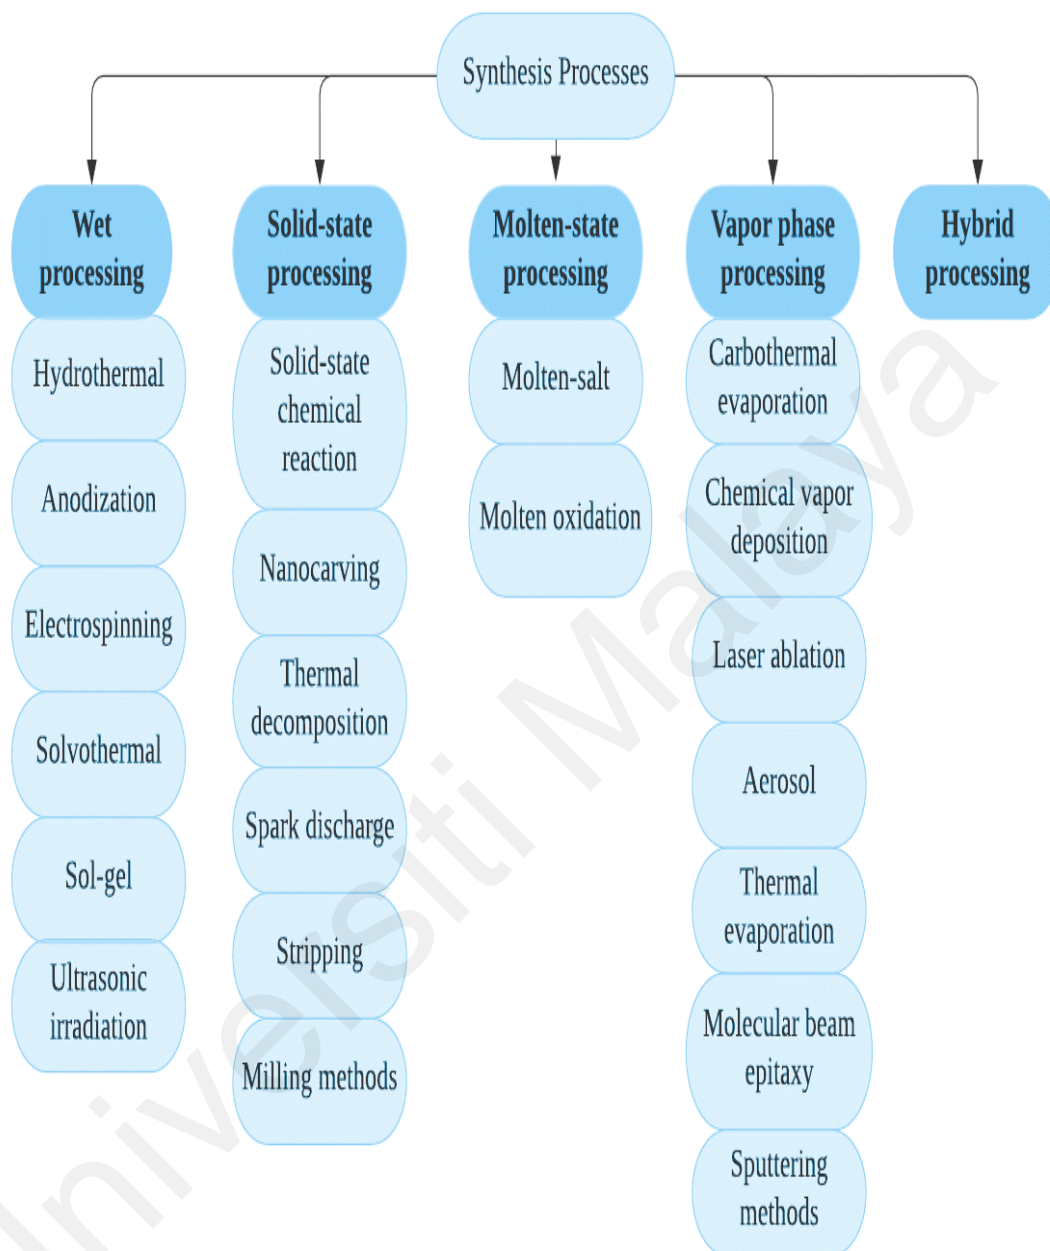 Synthesis Processes
Wet
processing
Hydrothermal
Anodization
Electrospinning
Solvothermal
Sol-gel
Ultrasonic
irradiation
Solid-state
processing
Solid-state
chemical
reaction
Nanocarving
Thermal
decomposition
Spark discharge
Stripping
Milling methods
Molten-state
processing
Molten-salt
Molten oxidation
Vapor phase
processing
Carbothermal
evaporation
Chemical vapor
deposition
Laser ablation
Aerosol
Thermal
evaporation
Molecular beam
epitaxy
Sputtering
methods
Hybrid
processing
Universiti Malaya